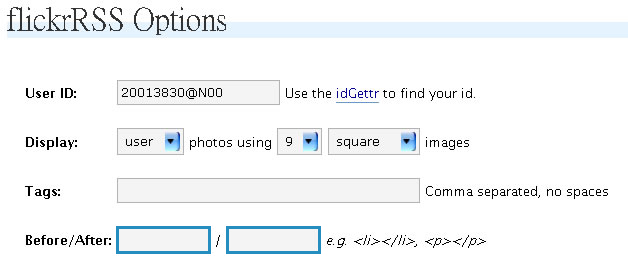 flickrRSS Options
User ID: 20013830@N00 Use the idGettr to find your id.
Display: user photos using 9 square images
Tags: Comma separated, no spaces
Before/After: / e.g. <li></li>, <p></p>